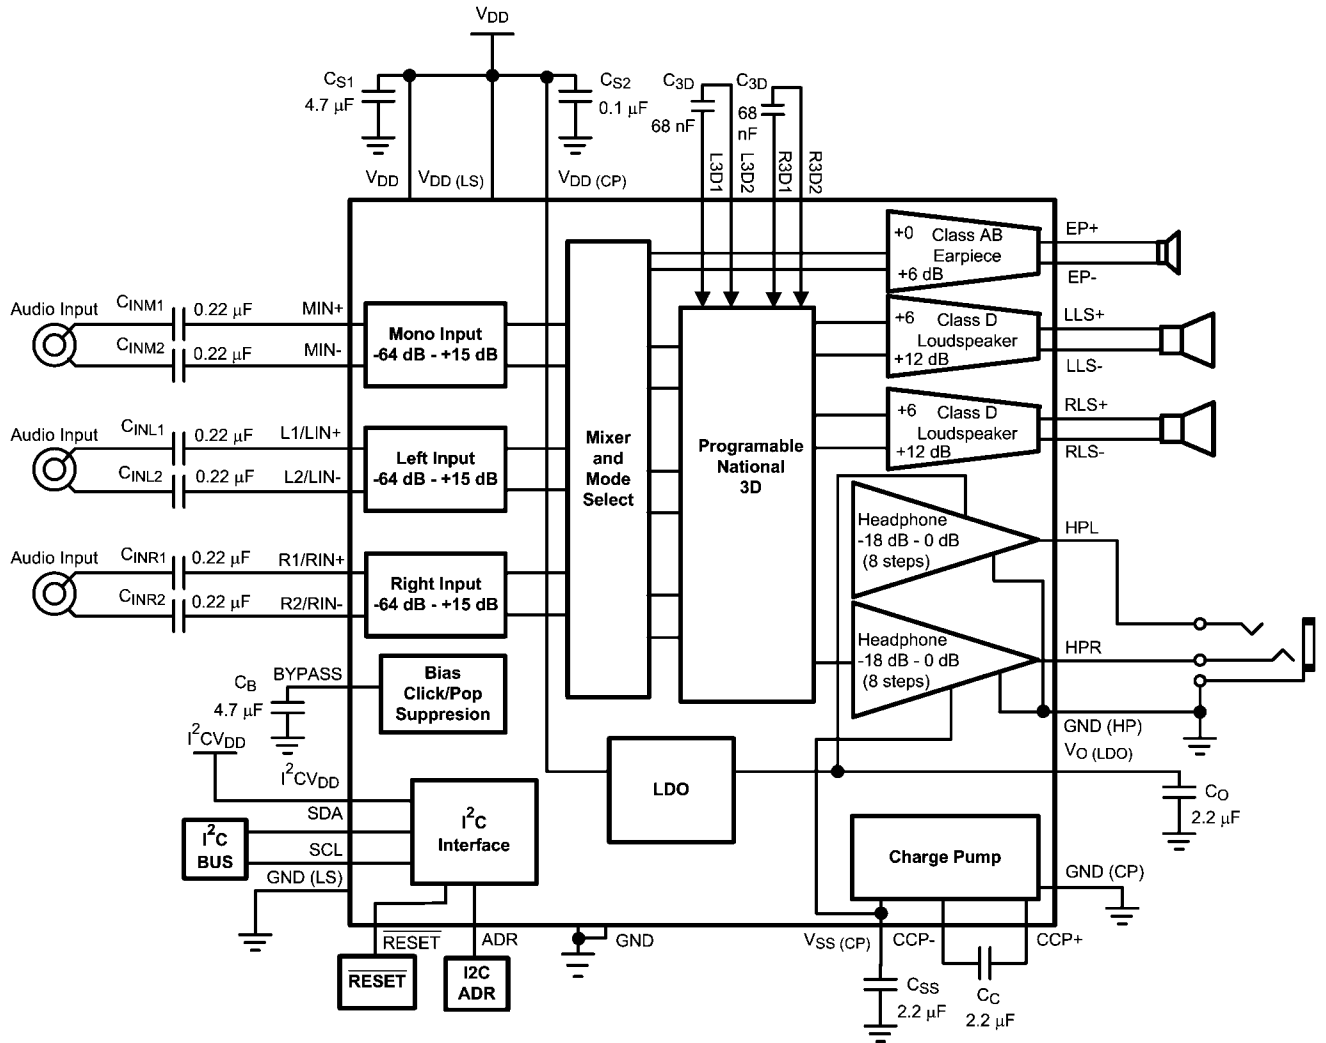 VDD
CS1
4.7 µF
CS2
0.1 µF
C3D
68 nF
C3D
68
nF
VDD
VDD (LS)
VDD (CP)
L3D1
L3D2
R3D1
R3D2
Audio Input
CINM1
0.22 µF
MIN+
CINM2
0.22 µF
MIN-
Mono Input
-64 dB - +15 dB
Audio Input
CINL1
0.22 µF
L1/LIN+
CINL2
0.22 µF
L2/LIN-
Left Input
-64 dB - +15 dB
Audio Input
CINR1
0.22 µF
R1/RIN+
CINR2
0.22 µF
R2/RIN-
Right Input
-64 dB - +15 dB
Mixer
and
Mode
Select
Programable
National
3D
+0
Class AB
Earpiece
+6 dB
EP+
EP-
+6
Class D
Loudspeaker
+12 dB
LLS+
LLS-
+6
Class D
Loudspeaker
+12 dB
RLS+
RLS-
Headphone
-18 dB - 0 dB
(8 steps)
HPL
Headphone
-18 dB - 0 dB
(8 steps)
HPR
GND (HP)
VO (LDO)
CB
4.7 µF
BYPASS
Bias
Click/Pop
Suppresion
I2CVDD
I2CVDD
SDA
SCL
I2C
BUS
GND (LS)
I2C
Interface
LDO
CO
2.2 µF
Charge Pump
GND (CP)
RESET
ADR
GND
VSS (CP)
CCP-
CCP+
RESET
I2C
ADR
CSS
2.2 µF
CC
2.2 µF